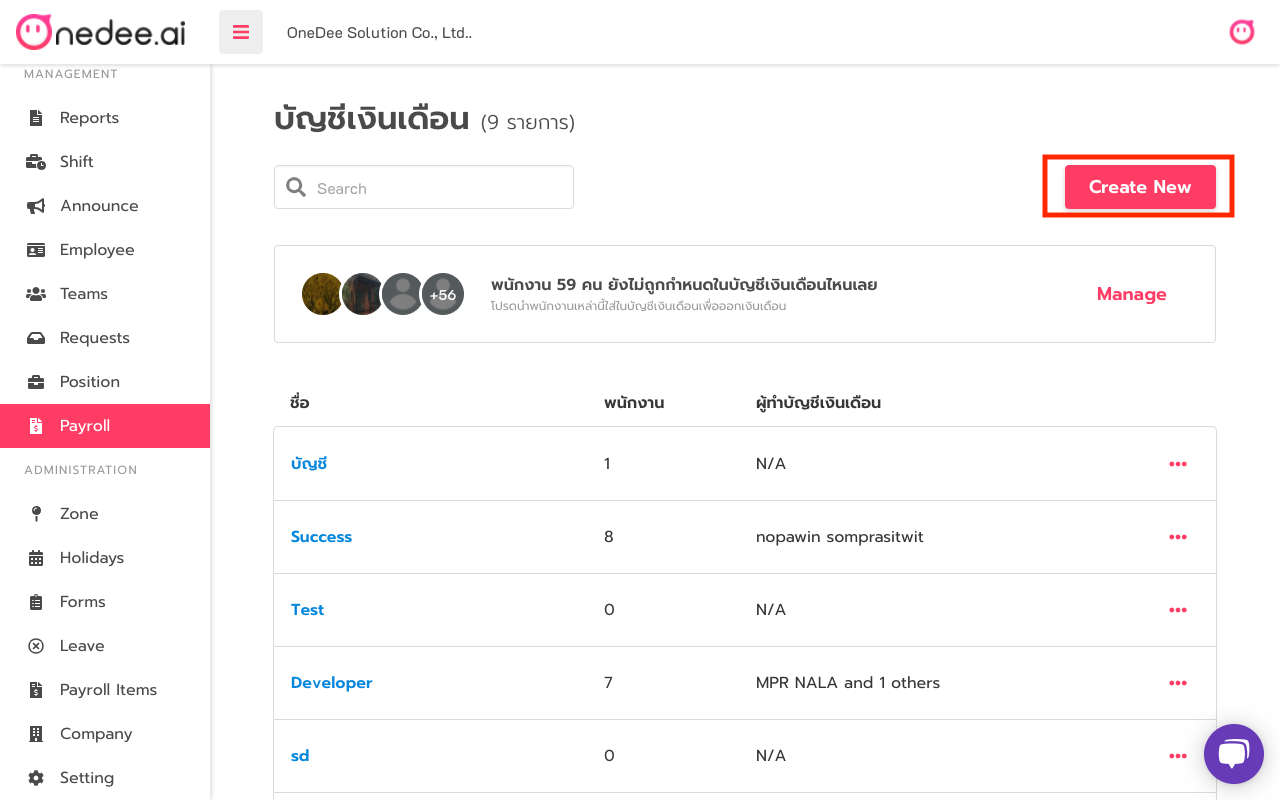 Onedee.ai
OneDee Solution Co., Ltd..
MANAGEMENT
Reports
Shift
Announce
Employee
Teams
Requests
Position
Payroll
ADMINISTRATION
Zone
Holidays
Forms
Leave
Payroll Items
Company
Setting
บัญชีเงินเดือน (9 รายการ)
Search
Create New
+56
พนักงาน 59 คน ยังไม่ถูกกำหนดในบัญชีเงินเดือนไหนเลย
โปรดนำพนักงานเหล่านี้ใส่ในบัญชีเงินเดือนเพื่อออกเงินเดือน
Manage
ชื่อ พนักงาน ผู้ทำบัญชีเงินเดือน
บัญชี 1 N/A
Success 8 nopawin somprasitwit
Test 0 N/A
Developer 7 MPR NALA and 1 others
sd 0 N/A